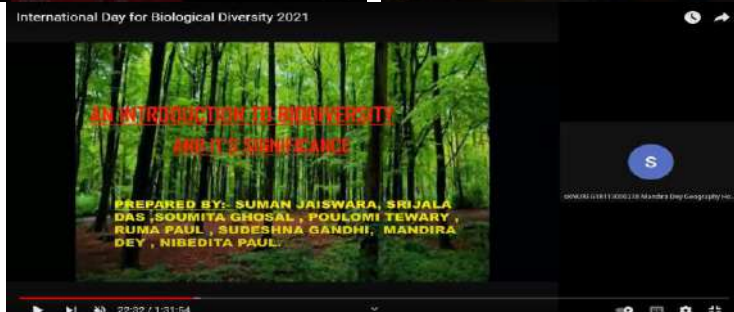 International Day for Biological Diversity 2021
AN INTRODUCTION TO BIODIVERSITY
AND IT'S SIGNIFICANCE
PREPARED BY:- SUMAN JAISWARA, SRIJALA
DAS ,SOUMITA GHOSAL , POULOMI TEWARY ,
RUMA PAUL , SUDESHNA GANDHI, MANDIRA
DEY , NIBEDITA PAUL.
S
Mandira Dey Geography Ho...
22:32 / 1:31:54